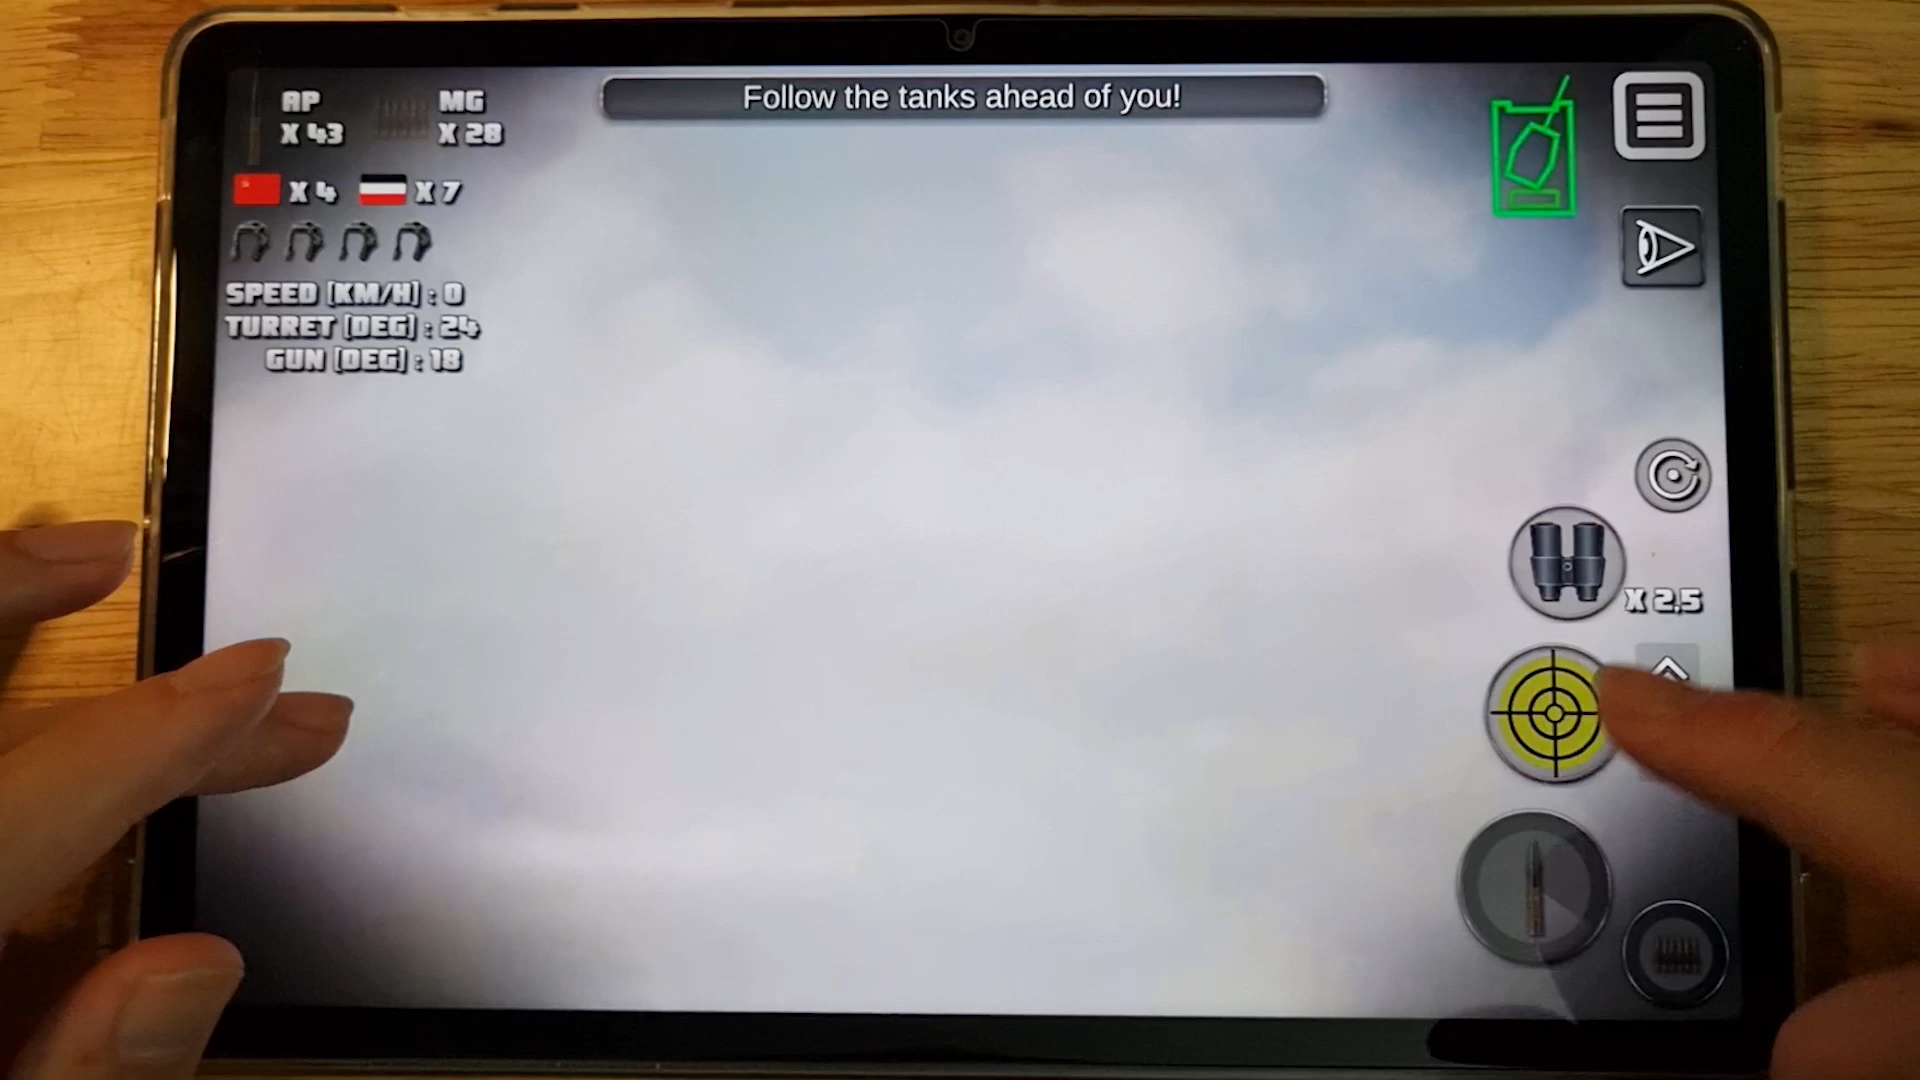 Follow the tanks ahead of you!
AP
X 43
MG
X 28
X 4
X 7
SPEED [KM/H] : 0
TURRET [DEG] : 24
GUN [DEG] : 18
X 2,5